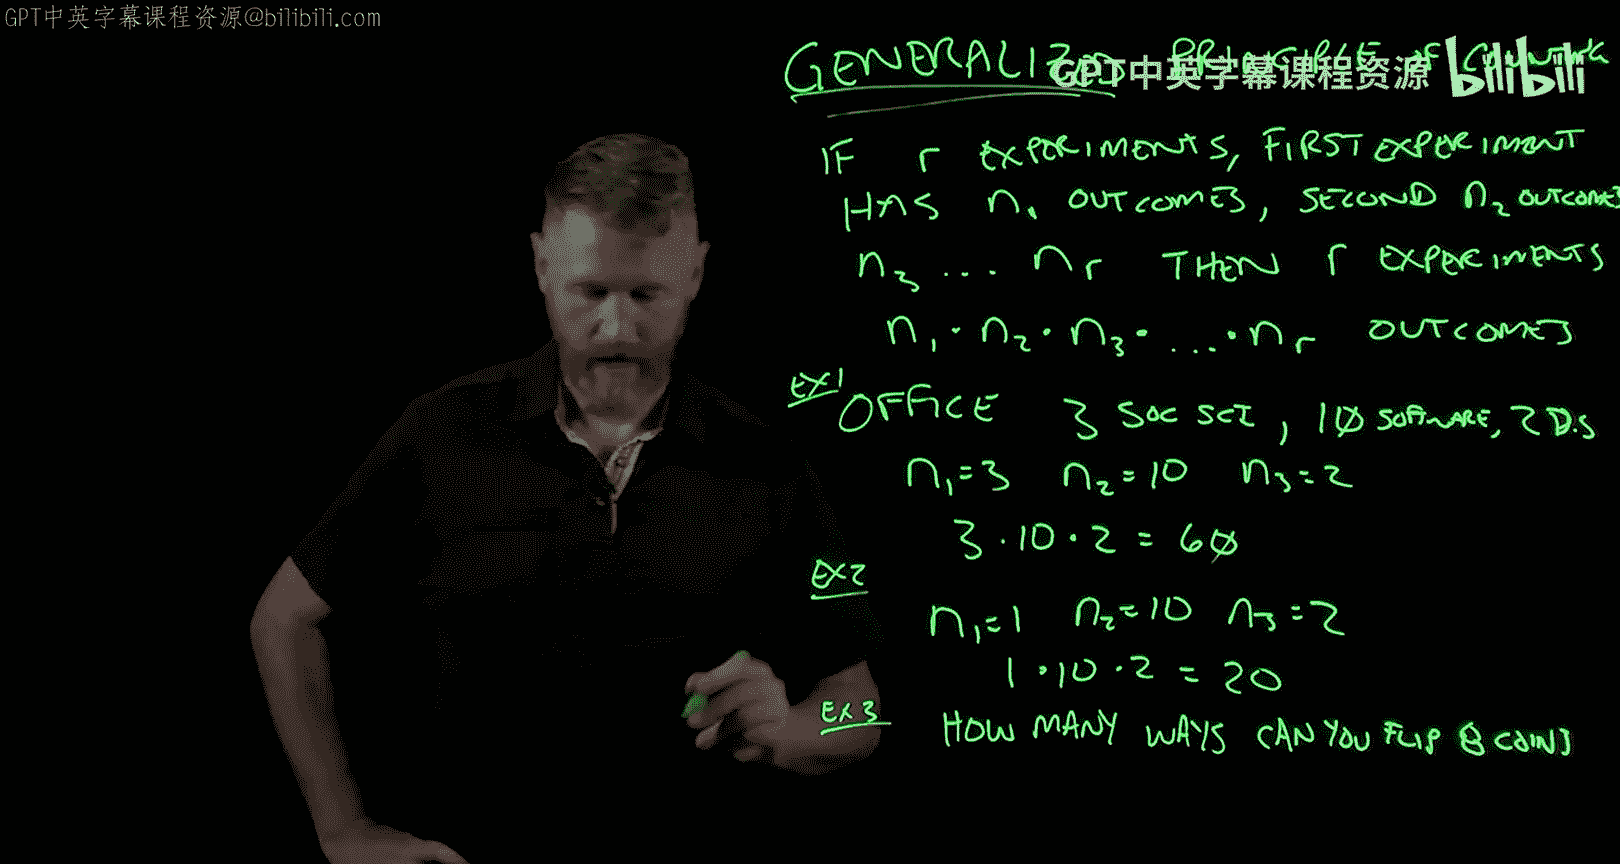 GPT中英字幕课程资源@bilibili.com
GENERALIZED PRINCIPLE OF
GPT中英字幕课程资源 bilibili
IF r EXPERIMENTS, FIRST EXPERIMENT
HAS n₁ OUTCOMES, SECOND n₂ OUTCOMES
n₃ ... nᵣ THEN r EXPERIMENTS
n₁ · n₂ · n₃ · ... · nᵣ OUTCOMES
EX1 OFFICE 3 SOC SCI, 10 SOFTWARE, 2 D.S
n₁=3 n₂=10 n₃=2
3 · 10 · 2 = 60
EX2
n₁=1 n₂=10 n₃=2
1 · 10 · 2 = 20
EX3 HOW MANY WAYS CAN YOU FLIP 8 COINS